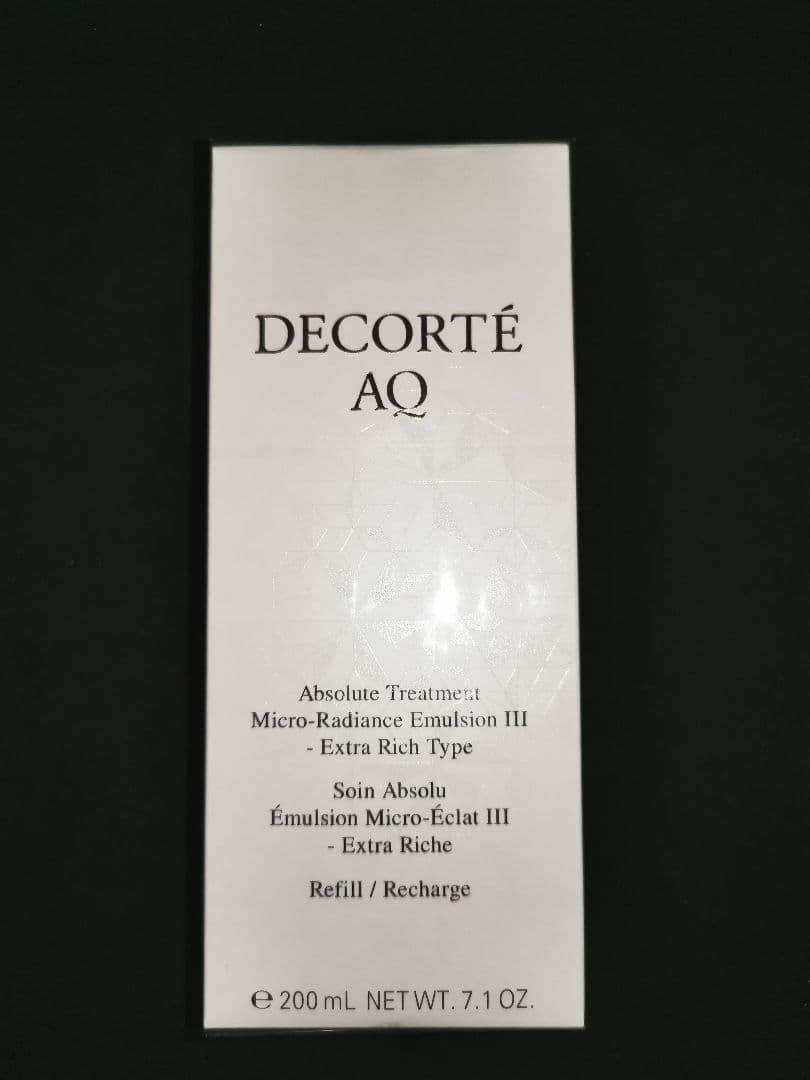 DECORTÉ
AQ
Absolute Treatment
Micro-Radiance Emulsion III
- Extra Rich Type
Soin Absolu
Émulsion Micro-Éclat III
- Extra Riche
Refill / Recharge
℮ 200 mL NET WT. 7.1 OZ.